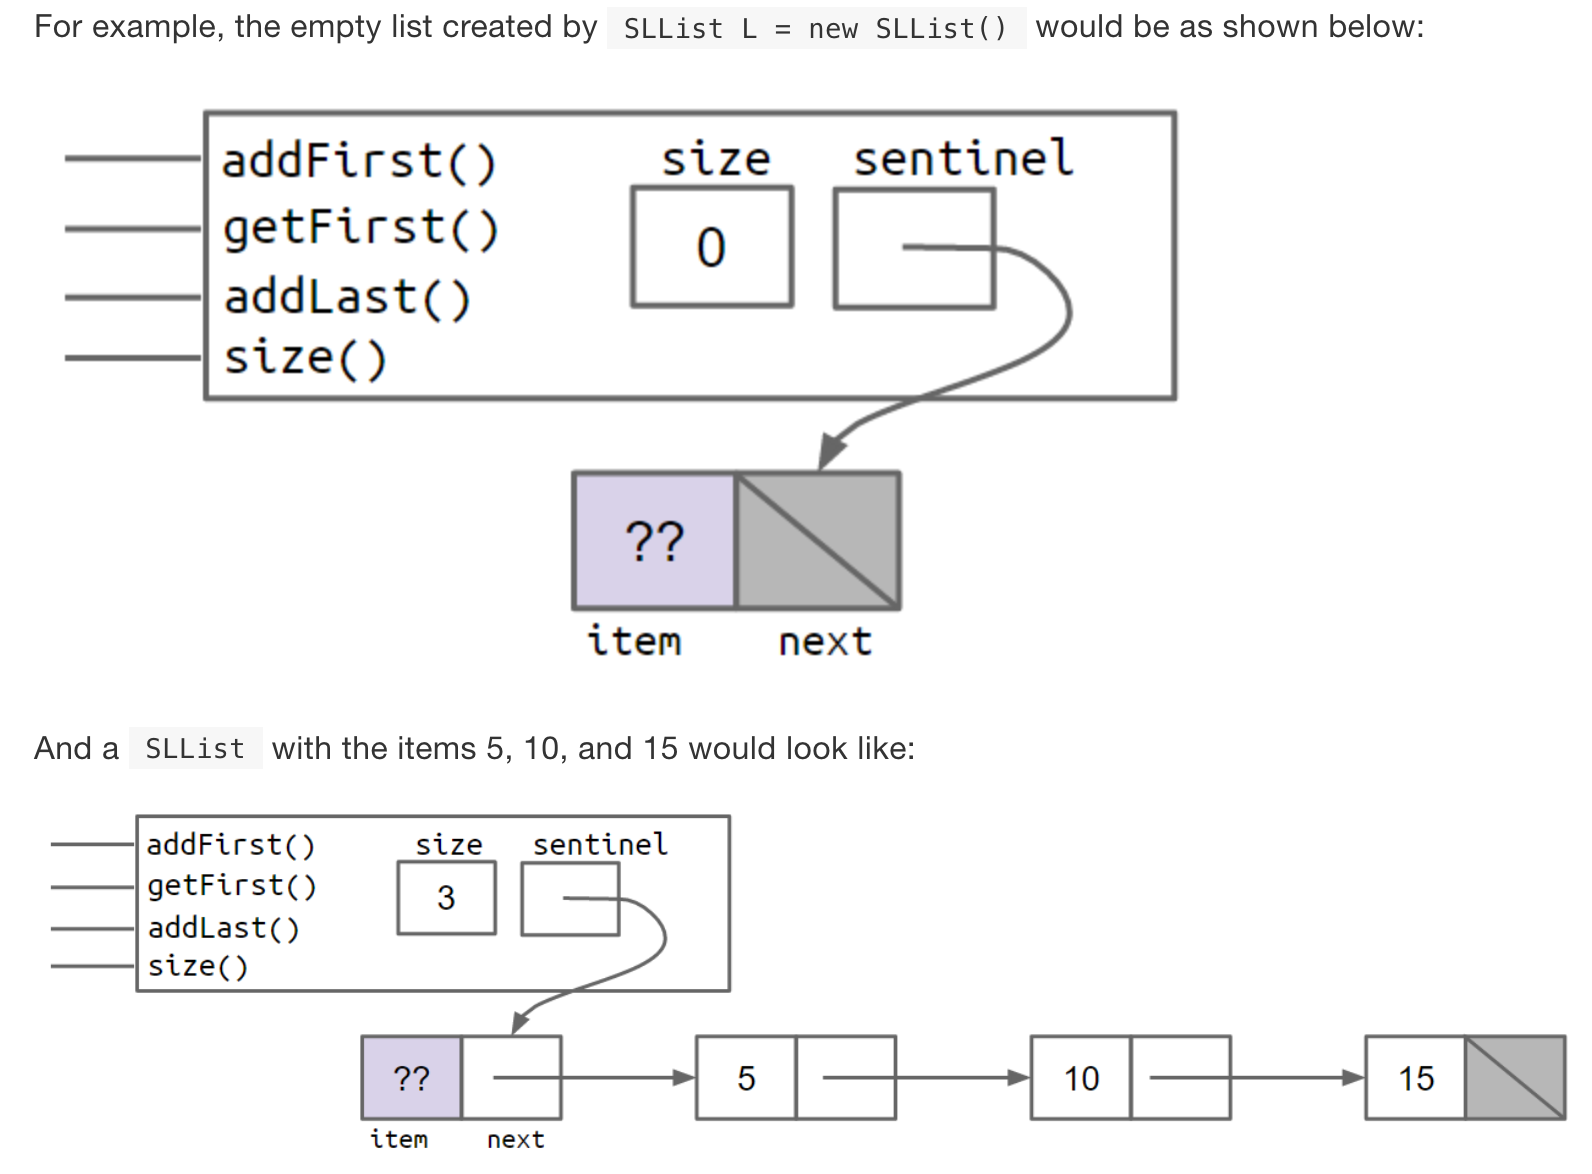 For example, the empty list created by SLList L = new SLList() would be as shown below:
addFirst() size sentinel
getFirst() 0
addLast()
size()
??
item next
And a SLList with the items 5, 10, and 15 would look like:
addFirst() size sentinel
getFirst() 3
addLast()
size()
?? 5 10 15
item next